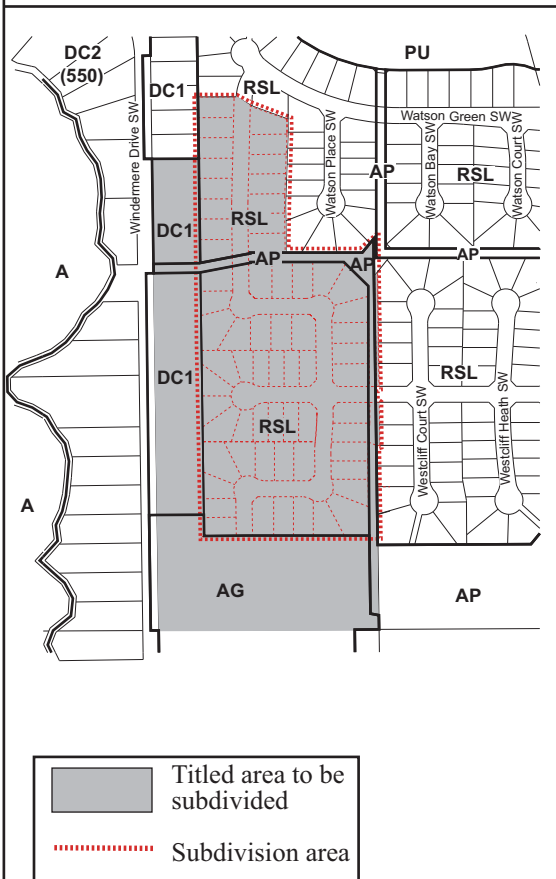 DC2
(550)
PU
DC1
RSL
Windermere Drive SW
Watson Green SW
Watson Place SW
Watson Bay SW
Watson Court SW
AP
RSL
RSL
DC1
AP
AP
AP
A
DC1
RSL
RSL
Westcliff Court SW
Westcliff Heath SW
A
AG
AP
Titled area to be
subdivided
Subdivision area